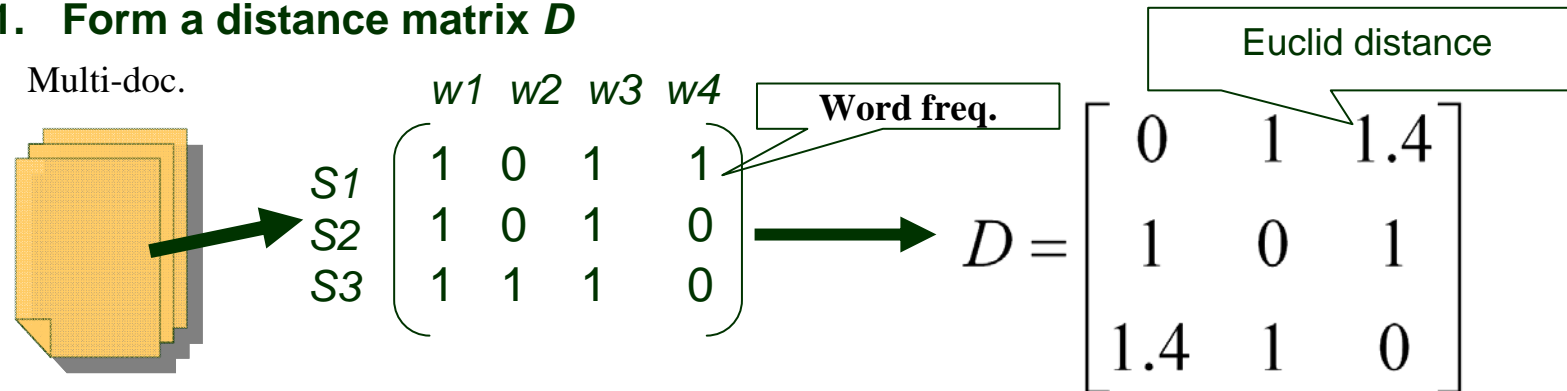 1. Form a distance matrix D
Euclid distance
Multi-doc.
w1 w2 w3 w4
Word freq.
S1 1 0 1 1
S2 1 0 1 0
S3 1 1 1 0
0 1 1.4
D = 1 0 1
1.4 1 0